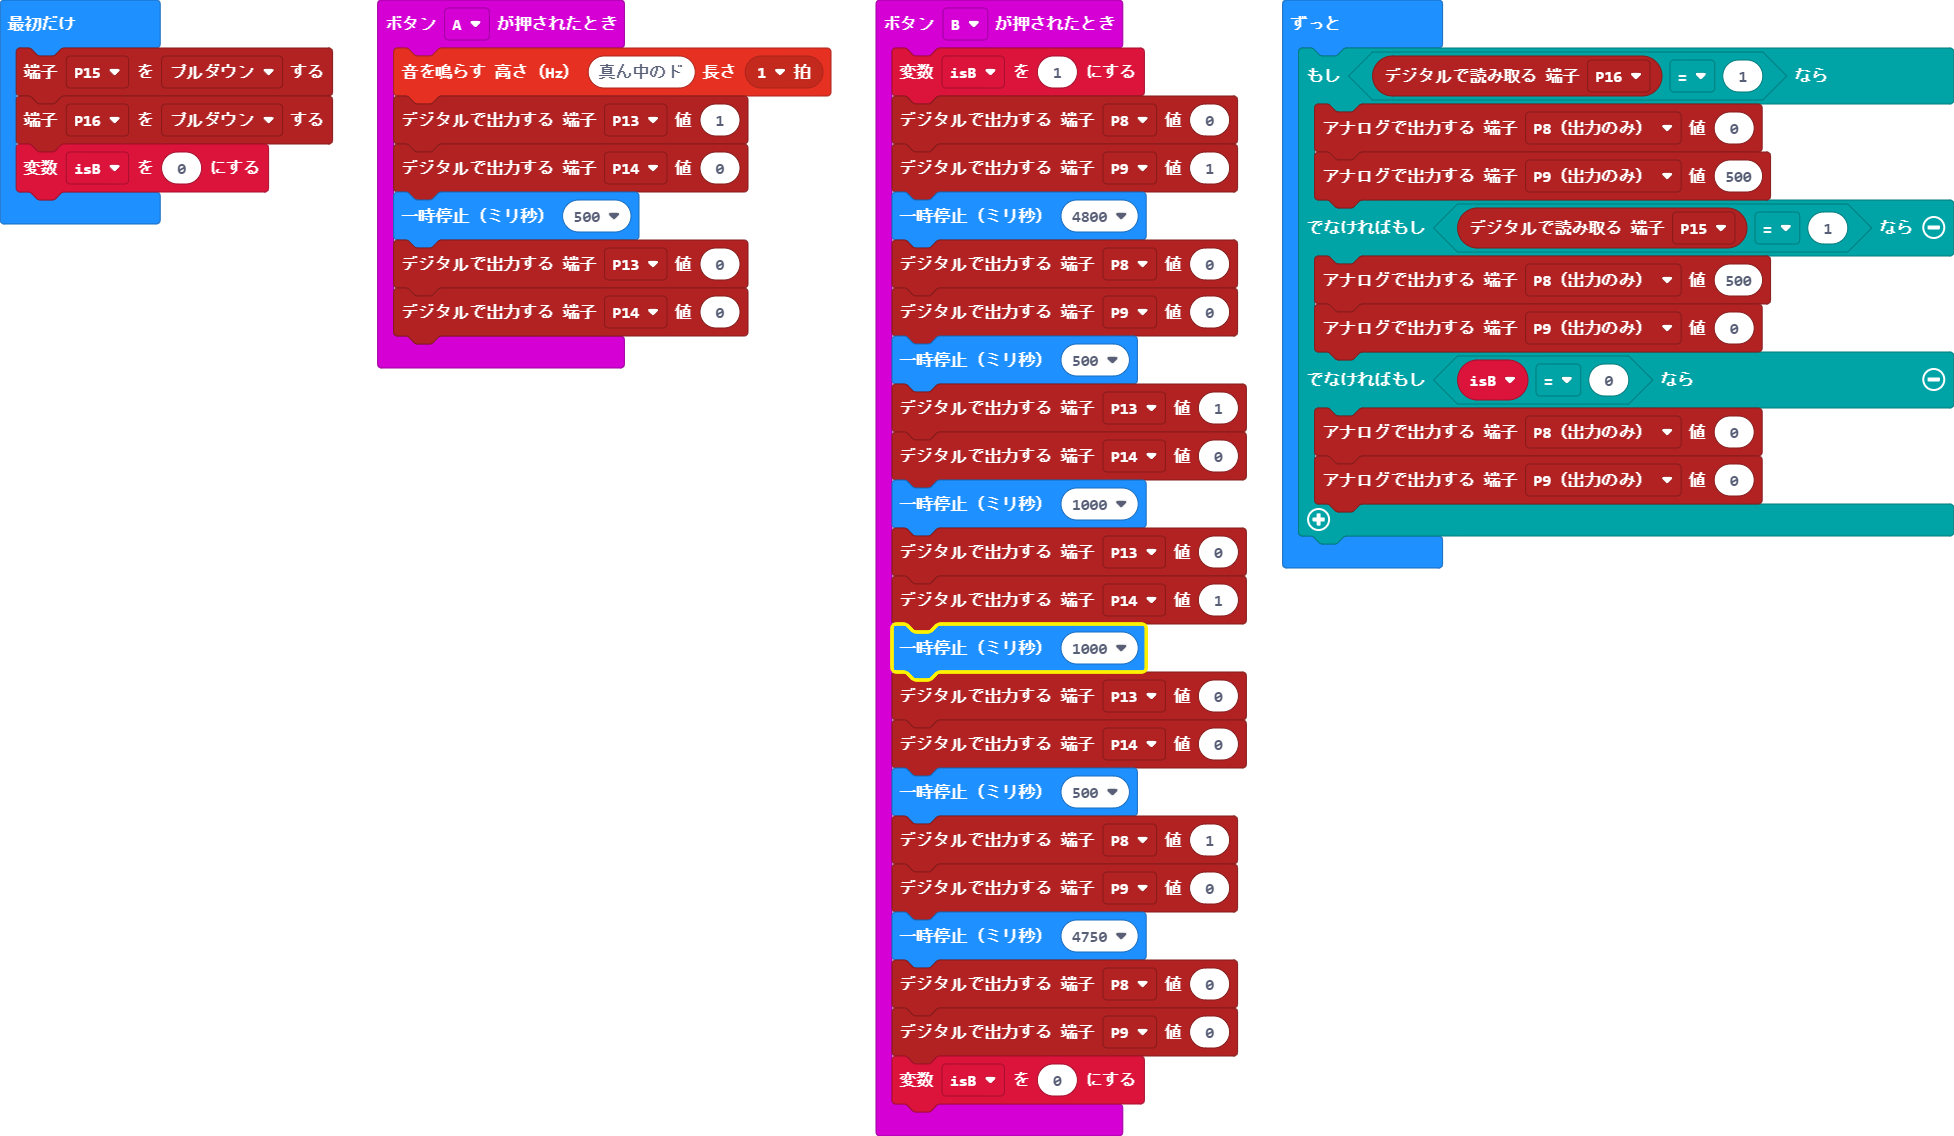 最初だけ
端子 P15 を プルダウン する
端子 P16 を プルダウン する
変数 isB を 0 にする
ボタン A が押されたとき
音を鳴らす 高さ（Hz） 真ん中のド 長さ 1 拍
デジタルで出力する 端子 P13 値 1
デジタルで出力する 端子 P14 値 0
一時停止（ミリ秒） 500
デジタルで出力する 端子 P13 値 0
デジタルで出力する 端子 P14 値 0
ボタン B が押されたとき
変数 isB を 1 にする
デジタルで出力する 端子 P8 値 0
デジタルで出力する 端子 P9 値 1
一時停止（ミリ秒） 4800
デジタルで出力する 端子 P8 値 0
デジタルで出力する 端子 P9 値 0
一時停止（ミリ秒） 500
デジタルで出力する 端子 P13 値 1
デジタルで出力する 端子 P14 値 0
一時停止（ミリ秒） 1000
デジタルで出力する 端子 P13 値 0
デジタルで出力する 端子 P14 値 1
一時停止（ミリ秒） 1000
デジタルで出力する 端子 P13 値 0
デジタルで出力する 端子 P14 値 0
一時停止（ミリ秒） 500
デジタルで出力する 端子 P8 値 1
デジタルで出力する 端子 P9 値 0
一時停止（ミリ秒） 4750
デジタルで出力する 端子 P8 値 0
デジタルで出力する 端子 P9 値 0
変数 isB を 0 にする
ずっと
もし デジタルで読み取る 端子 P16 = 1 なら
アナログで出力する 端子 P8（出力のみ） 値 0
アナログで出力する 端子 P9（出力のみ） 値 500
でなければもし デジタルで読み取る 端子 P15 = 1 なら
アナログで出力する 端子 P8（出力のみ） 値 500
アナログで出力する 端子 P9（出力のみ） 値 0
でなければもし isB = 0 なら
アナログで出力する 端子 P8（出力のみ） 値 0
アナログで出力する 端子 P9（出力のみ） 値 0